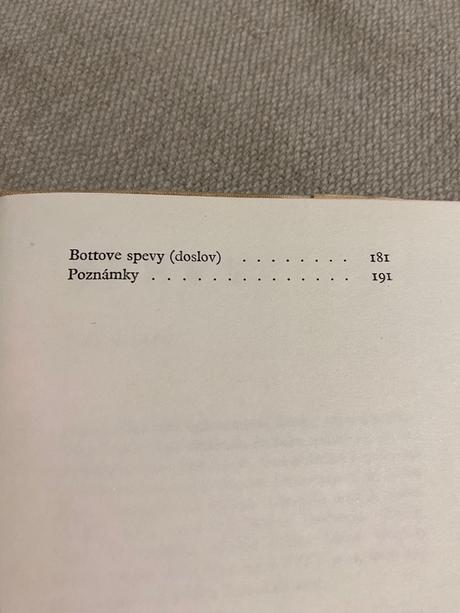 Bottove spevy (doslov) . . . . . . . . 181
Poznámky . . . . . . . . . . . . . . 191